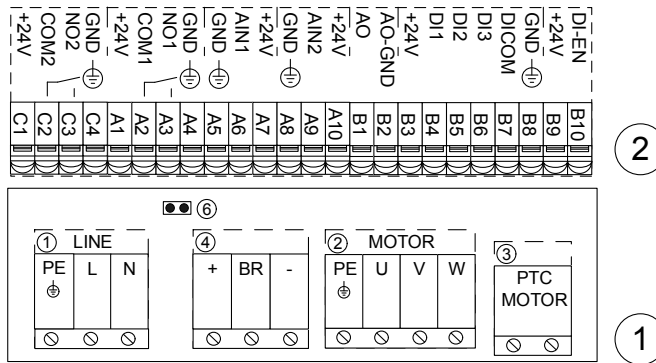 +24V COM2 NO2 GND +24V COM1 NO1 GND GND AIN1 +24V GND AIN2 +24V AO AO-GND +24V DI1 DI2 DI3 DICOM GND +24V DI-EN
C1 C2 C3 C4 A1 A2 A3 A4 A5 A6 A7 A8 A9 A10 B1 B2 B3 B4 B5 B6 B7 B8 B9 B10
2
6
1 LINE 4 2 MOTOR 3
PE L N + BR - PE U V W PTC
MOTOR
1